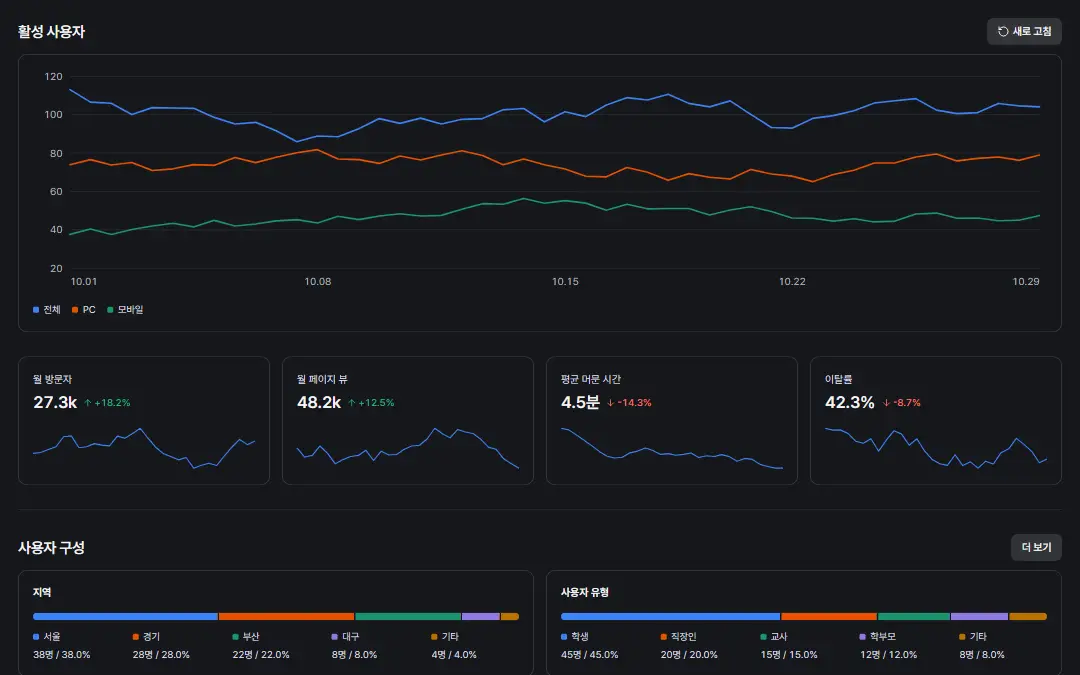 활성 사용자
새로 고침
120
100
80
60
40
20
10.01 10.08 10.15 10.22 10.29
전체 PC 모바일
월 방문자
27.3k ↑ +18.2%
월 페이지 뷰
48.2k ↑ +12.5%
평균 머문 시간
4.5분 ↓ -14.3%
이탈률
42.3% ↓ -8.7%
사용자 구성
더 보기
지역
서울 경기 부산 대구 기타
38명 / 38.0% 28명 / 28.0% 22명 / 22.0% 8명 / 8.0% 4명 / 4.0%
사용자 유형
학생 직장인 교사 학부모 기타
45명 / 45.0% 20명 / 20.0% 15명 / 15.0% 12명 / 12.0% 8명 / 8.0%